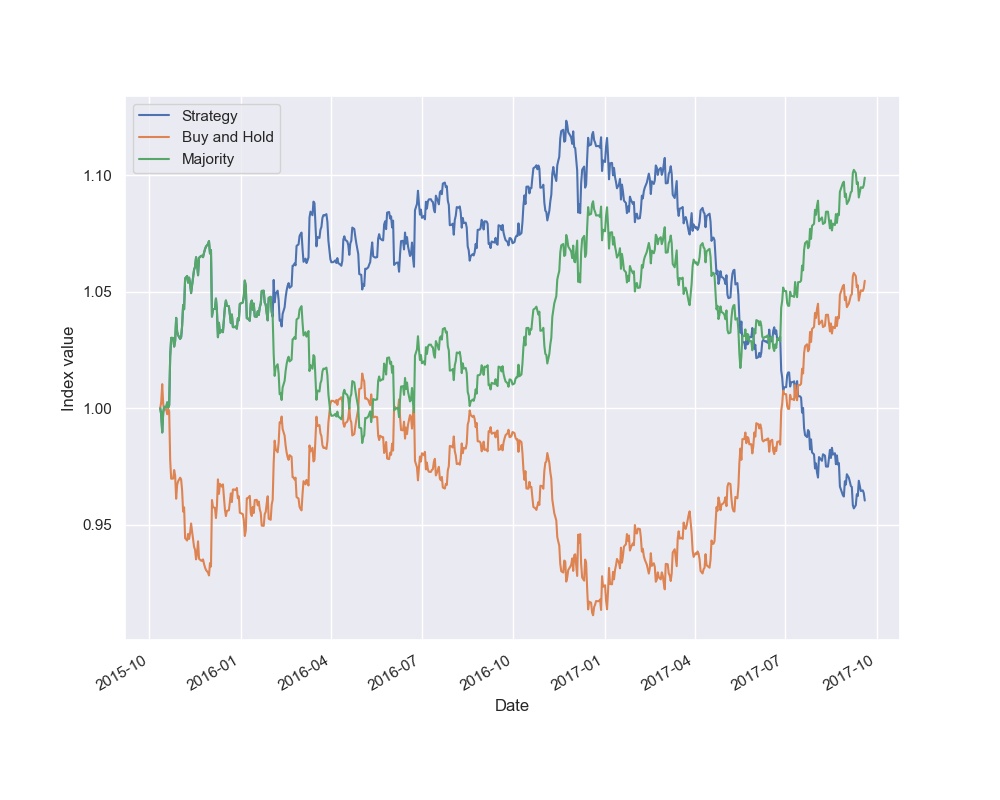 Strategy
Buy and Hold
Majority
1.10
1.05
1.00
0.95
Index value
2015-10
2016-01
2016-04
2016-07
2016-10
2017-01
2017-04
2017-07
2017-10
Date